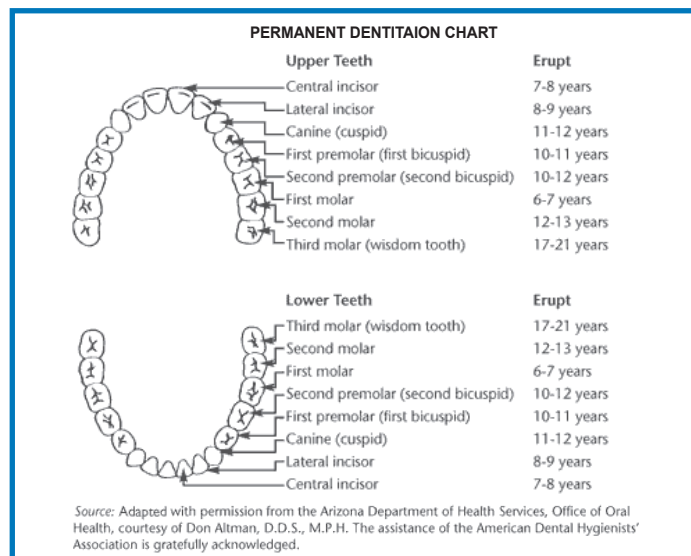 PERMANENT DENTITAION CHART
Upper Teeth Erupt
Central incisor 7-8 years
Lateral incisor 8-9 years
Canine (cuspid) 11-12 years
First premolar (first bicuspid) 10-11 years
Second premolar (second bicuspid) 10-12 years
First molar 6-7 years
Second molar 12-13 years
Third molar (wisdom tooth) 17-21 years
Lower Teeth Erupt
Third molar (wisdom tooth) 17-21 years
Second molar 12-13 years
First molar 6-7 years
Second premolar (second bicuspid) 10-12 years
First premolar (first bicuspid) 10-11 years
Canine (cuspid) 11-12 years
Lateral incisor 8-9 years
Central incisor 7-8 years
Source: Adapted with permission from the Arizona Department of Health Services, Office of Oral
Health, courtesy of Don Altman, D.D.S., M.P.H. The assistance of the American Dental Hygienists'
Association is gratefully acknowledged.